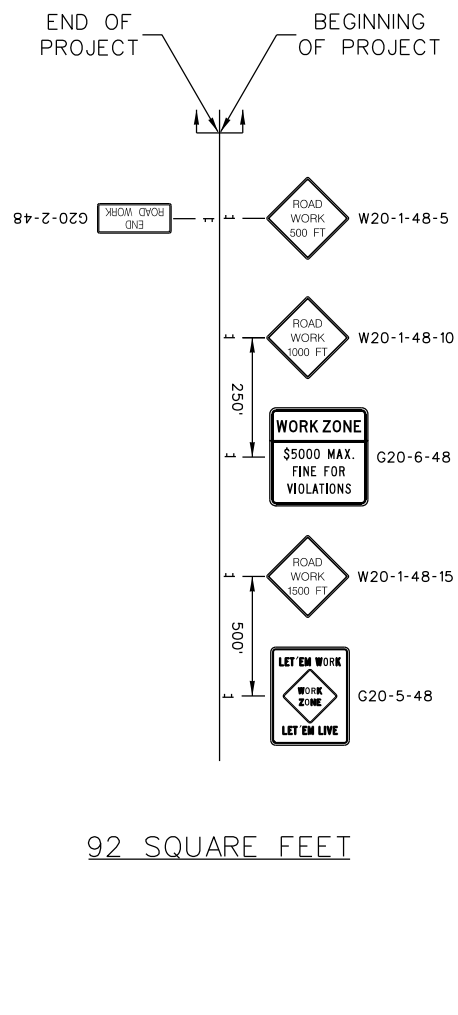 END OF
PROJECT
BEGINNING
OF PROJECT
G20-2-48
END
ROAD WORK
ROAD
WORK
500 FT
W20-1-48-5
ROAD
WORK
1000 FT
W20-1-48-10
250'
WORK ZONE
$5000 MAX.
FINE FOR
VIOLATIONS
G20-6-48
ROAD
WORK
1500 FT
W20-1-48-15
500'
LET'EM WORK
WORK
ZONE
LET'EM LIVE
G20-5-48
92 SQUARE FEET